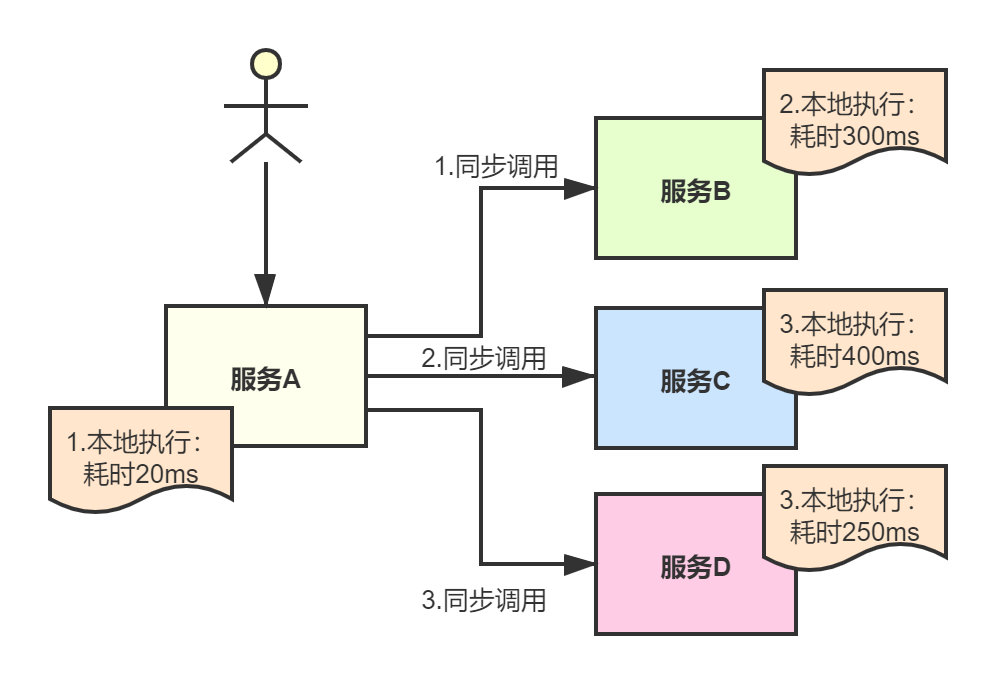 2.本地执行：
耗时300ms
1.同步调用
服务B
3.本地执行：
耗时400ms
2.同步调用
服务A
服务C
1.本地执行：
耗时20ms
3.本地执行：
耗时250ms
服务D
3.同步调用